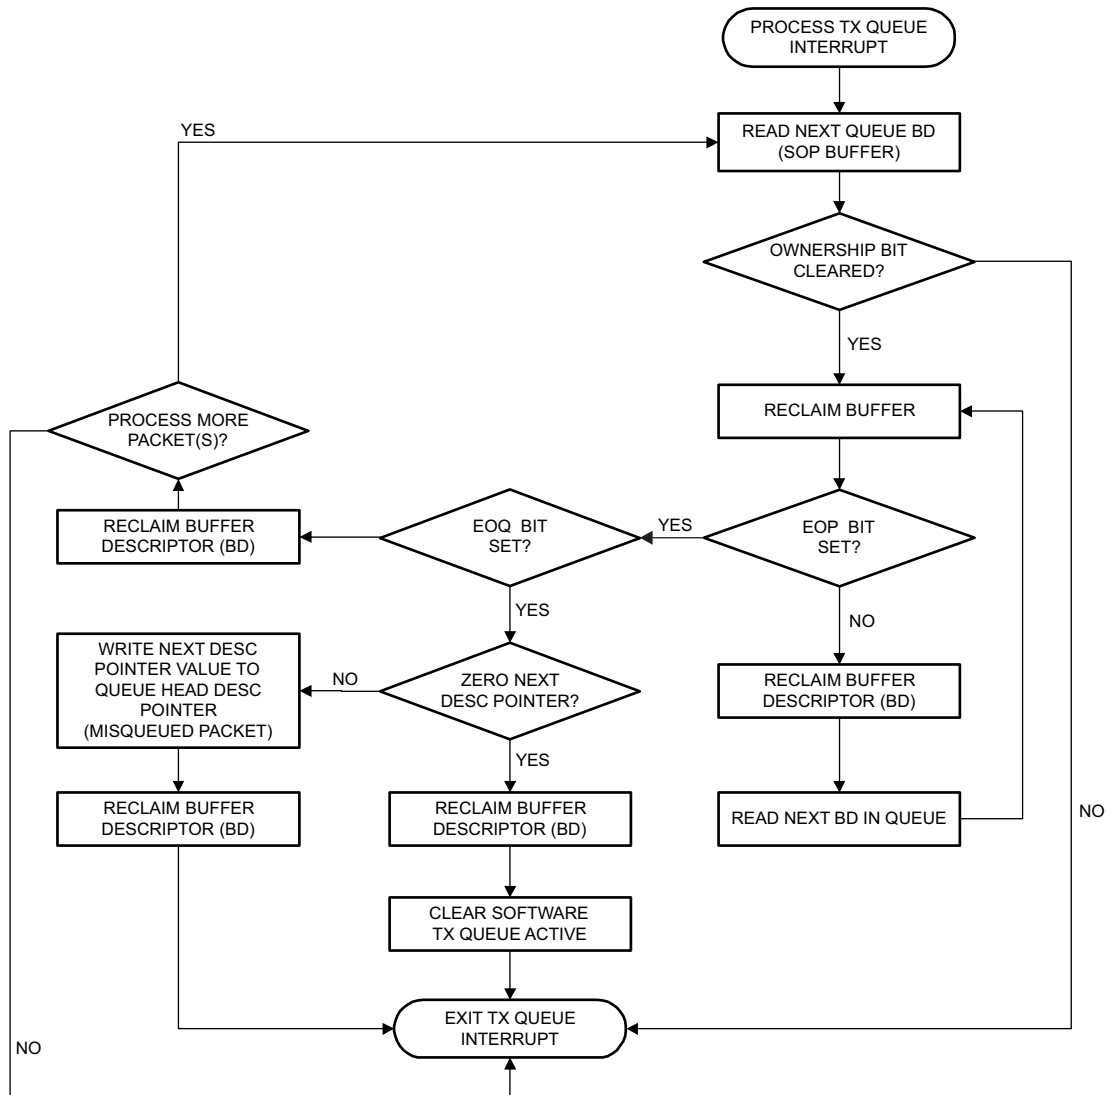 PROCESS TX QUEUE
INTERRUPT
YES
READ NEXT QUEUE BD
(SOP BUFFER)
OWNERSHIP BIT
CLEARED?
YES
PROCESS MORE
PACKET(S)?
RECLAIM BUFFER
RECLAIM BUFFER
DESCRIPTOR (BD)
EOQ BIT
SET?
YES
EOP BIT
SET?
YES
NO
WRITE NEXT DESC
POINTER VALUE TO
QUEUE HEAD DESC
POINTER
(MISQUEUED PACKET)
NO
ZERO NEXT
DESC POINTER?
RECLAIM BUFFER
DESCRIPTOR (BD)
YES
RECLAIM BUFFER
DESCRIPTOR (BD)
RECLAIM BUFFER
DESCRIPTOR (BD)
READ NEXT BD IN QUEUE
NO
CLEAR SOFTWARE
TX QUEUE ACTIVE
EXIT TX QUEUE
INTERRUPT
NO